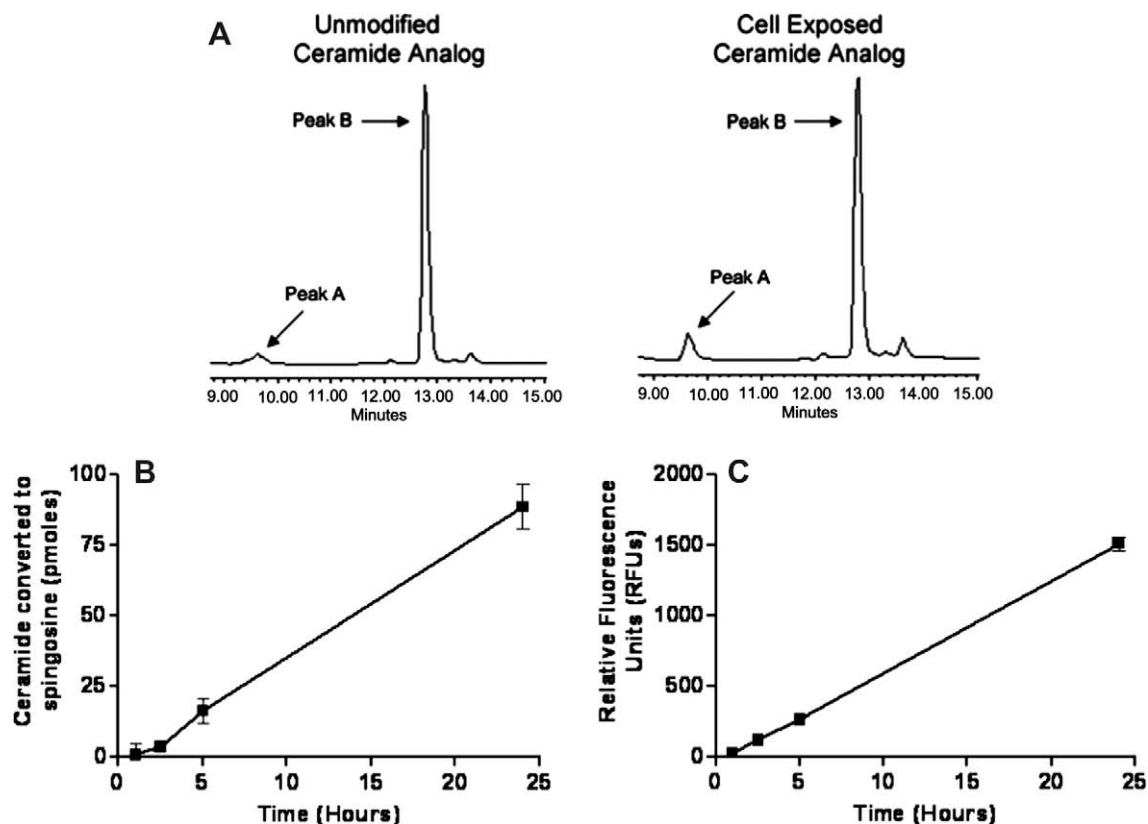 A
Unmodified
Ceramide Analog
Peak B
Peak A
9.00 10.00 11.00 12.00 13.00 14.00 15.00
Minutes
Cell Exposed
Ceramide Analog
Peak B
Peak A
9.00 10.00 11.00 12.00 13.00 14.00 15.00
Minutes
B
Ceramide converted to
spingosine (pmoles)
100
75
50
25
0
0 5 10 15 20 25
Time (Hours)
C
Relative Fluorescence
Units (RFUs)
2000
1500
1000
500
0
0 5 10 15 20 25
Time (Hours)